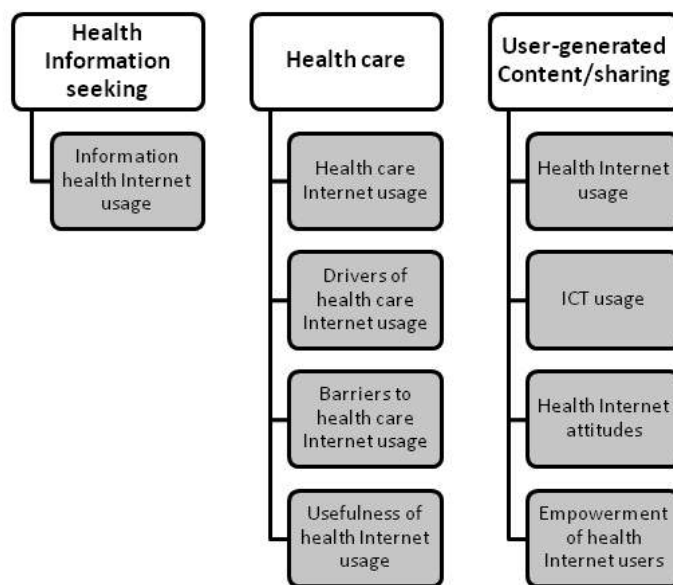 Health
Information
seeking
Information
health Internet
usage
Health care
Health care
Internet usage
Drivers of
health care
Internet usage
Barriers to
health care
Internet usage
Usefulness of
health Internet
usage
User-generated
Content/sharing
Health Internet
usage
ICT usage
Health Internet
attitudes
Empowerment
of health
Internet users